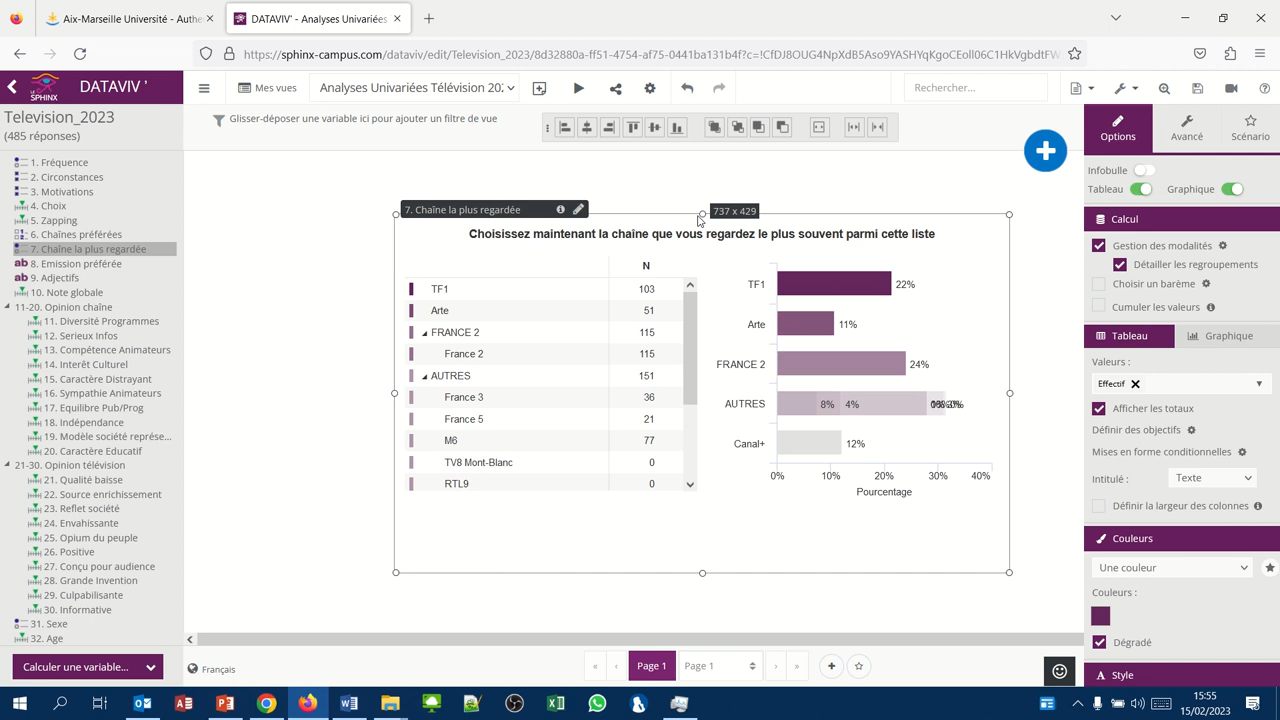 Aix-Marseille Université - Authe
DATAVIV' - Analyses Univariées
https://sphinx-campus.com/dataviv/edit/Television_2023/8d32880a-ff51-4754-af75-0441ba131b4f?c=!CfDJ8OUG4NpXdB5Aso9YASHYqKgoCEoll06C1HkVgbdtFW
LE SPHINX
DATAVIV '
Mes vues
Analyses Univariées Télévision 202
Rechercher...
Television_2023
(485 réponses)
Glisser-déposer une variable ici pour ajouter un filtre de vue
1. Fréquence
2. Circonstances
3. Motivations
4. Choix
5. Zapping
6. Chaînes préférées
7. Chaîne la plus regardée
8. Emission préférée
9. Adjectifs
10. Note globale
11-20. Opinion chaîne
11. Diversité Programmes
12. Serieux Infos
13. Compétence Animateurs
14. Interêt Culturel
15. Caractère Distrayant
16. Sympathie Animateurs
17. Equilibre Pub/Prog
18. Indépendance
19. Modèle société représe...
20. Caractère Educatif
21-30. Opinion télévision
21. Qualité baisse
22. Source enrichissement
23. Reflet société
24. Envahissante
25. Opium du peuple
26. Positive
27. Conçu pour audience
28. Grande Invention
29. Culpabilisante
30. Informative
31. Sexe
32. Age
Calculer une variable...
7. Chaîne la plus regardée
737 x 429
Choisissez maintenant la chaine que vous regardez le plus souvent parmi cette liste
N
TF1 103
Arte 51
FRANCE 2 115
France 2 115
AUTRES 151
France 3 36
France 5 21
M6 77
TV8 Mont-Blanc 0
RTL9 0
TF1 22%
Arte 11%
FRANCE 2 24%
AUTRES 8% 4%
Canal+ 12%
0% 10% 20% 30% 40%
Pourcentage
Options
Avancé
Scénario
Infobulle
Tableau
Graphique
Calcul
Gestion des modalités
Détailler les regroupements
Choisir un barème
Cumuler les valeurs
Tableau
Graphique
Valeurs :
Effectif
Afficher les totaux
Définir des objectifs
Mises en forme conditionnelles
Intitulé :
Texte
Définir la largeur des colonnes
Couleurs
Une couleur
Couleurs :
Dégradé
Style
Français
« ‹ Page 1 Page 1 › »
15:55
15/02/2023